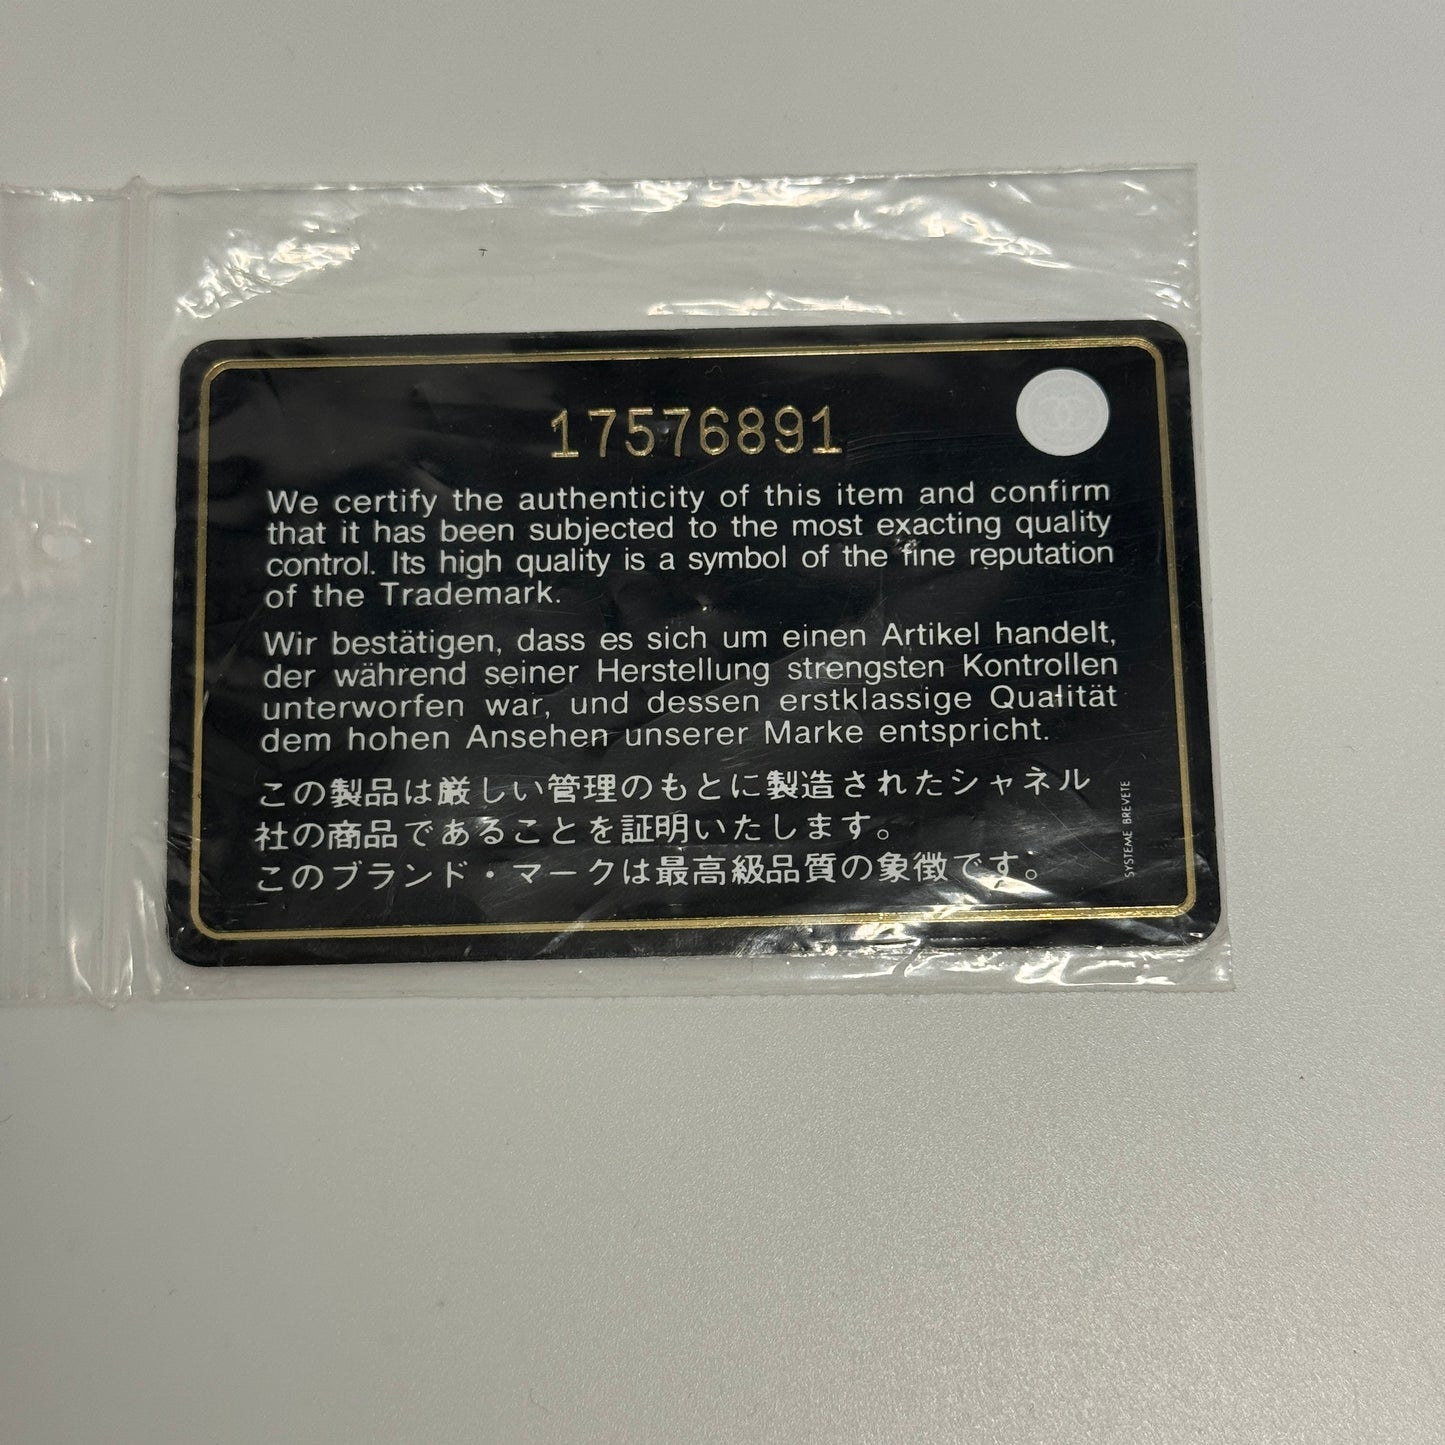 17576891
We certify the authenticity of this item and confirm
that it has been subjected to the most exacting quality
control. Its high quality is a symbol of the fine reputation
of the Trademark.
Wir bestätigen, dass es sich um einen Artikel handelt,
der während seiner Herstellung strengsten Kontrollen
unterworfen war, und dessen erstklassige Qualität
dem hohen Ansehen unserer Marke entspricht.
この製品は厳しい管理のもとに製造されたシャネル
社の商品であることを証明いたします。
このブランド・マークは最高級品質の象徴です。
SYSTEME BREVETE